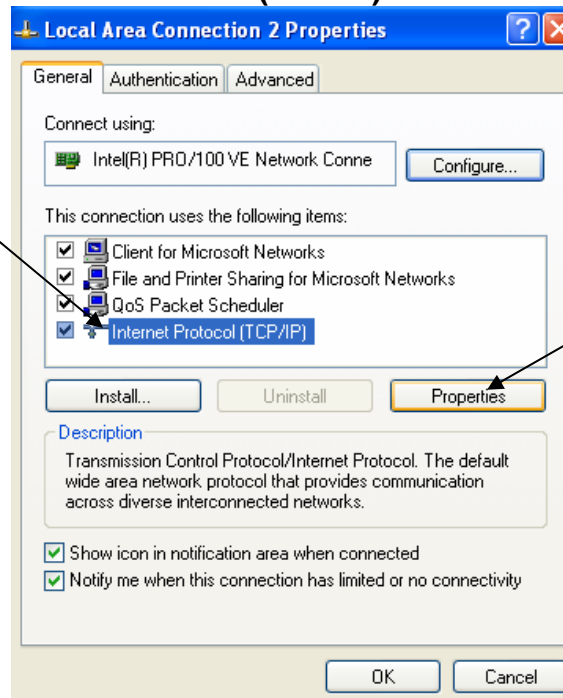 Local Area Connection 2 Properties
General Authentication Advanced
Connect using:
Intel(R) PRO/100 VE Network Conne Configure...
This connection uses the following items:
Client for Microsoft Networks
File and Printer Sharing for Microsoft Networks
QoS Packet Scheduler
Internet Protocol (TCP/IP)
Install... Uninstall Properties
Description
Transmission Control Protocol/Internet Protocol. The default
wide area network protocol that provides communication
across diverse interconnected networks.
Show icon in notification area when connected
Notify me when this connection has limited or no connectivity
OK Cancel